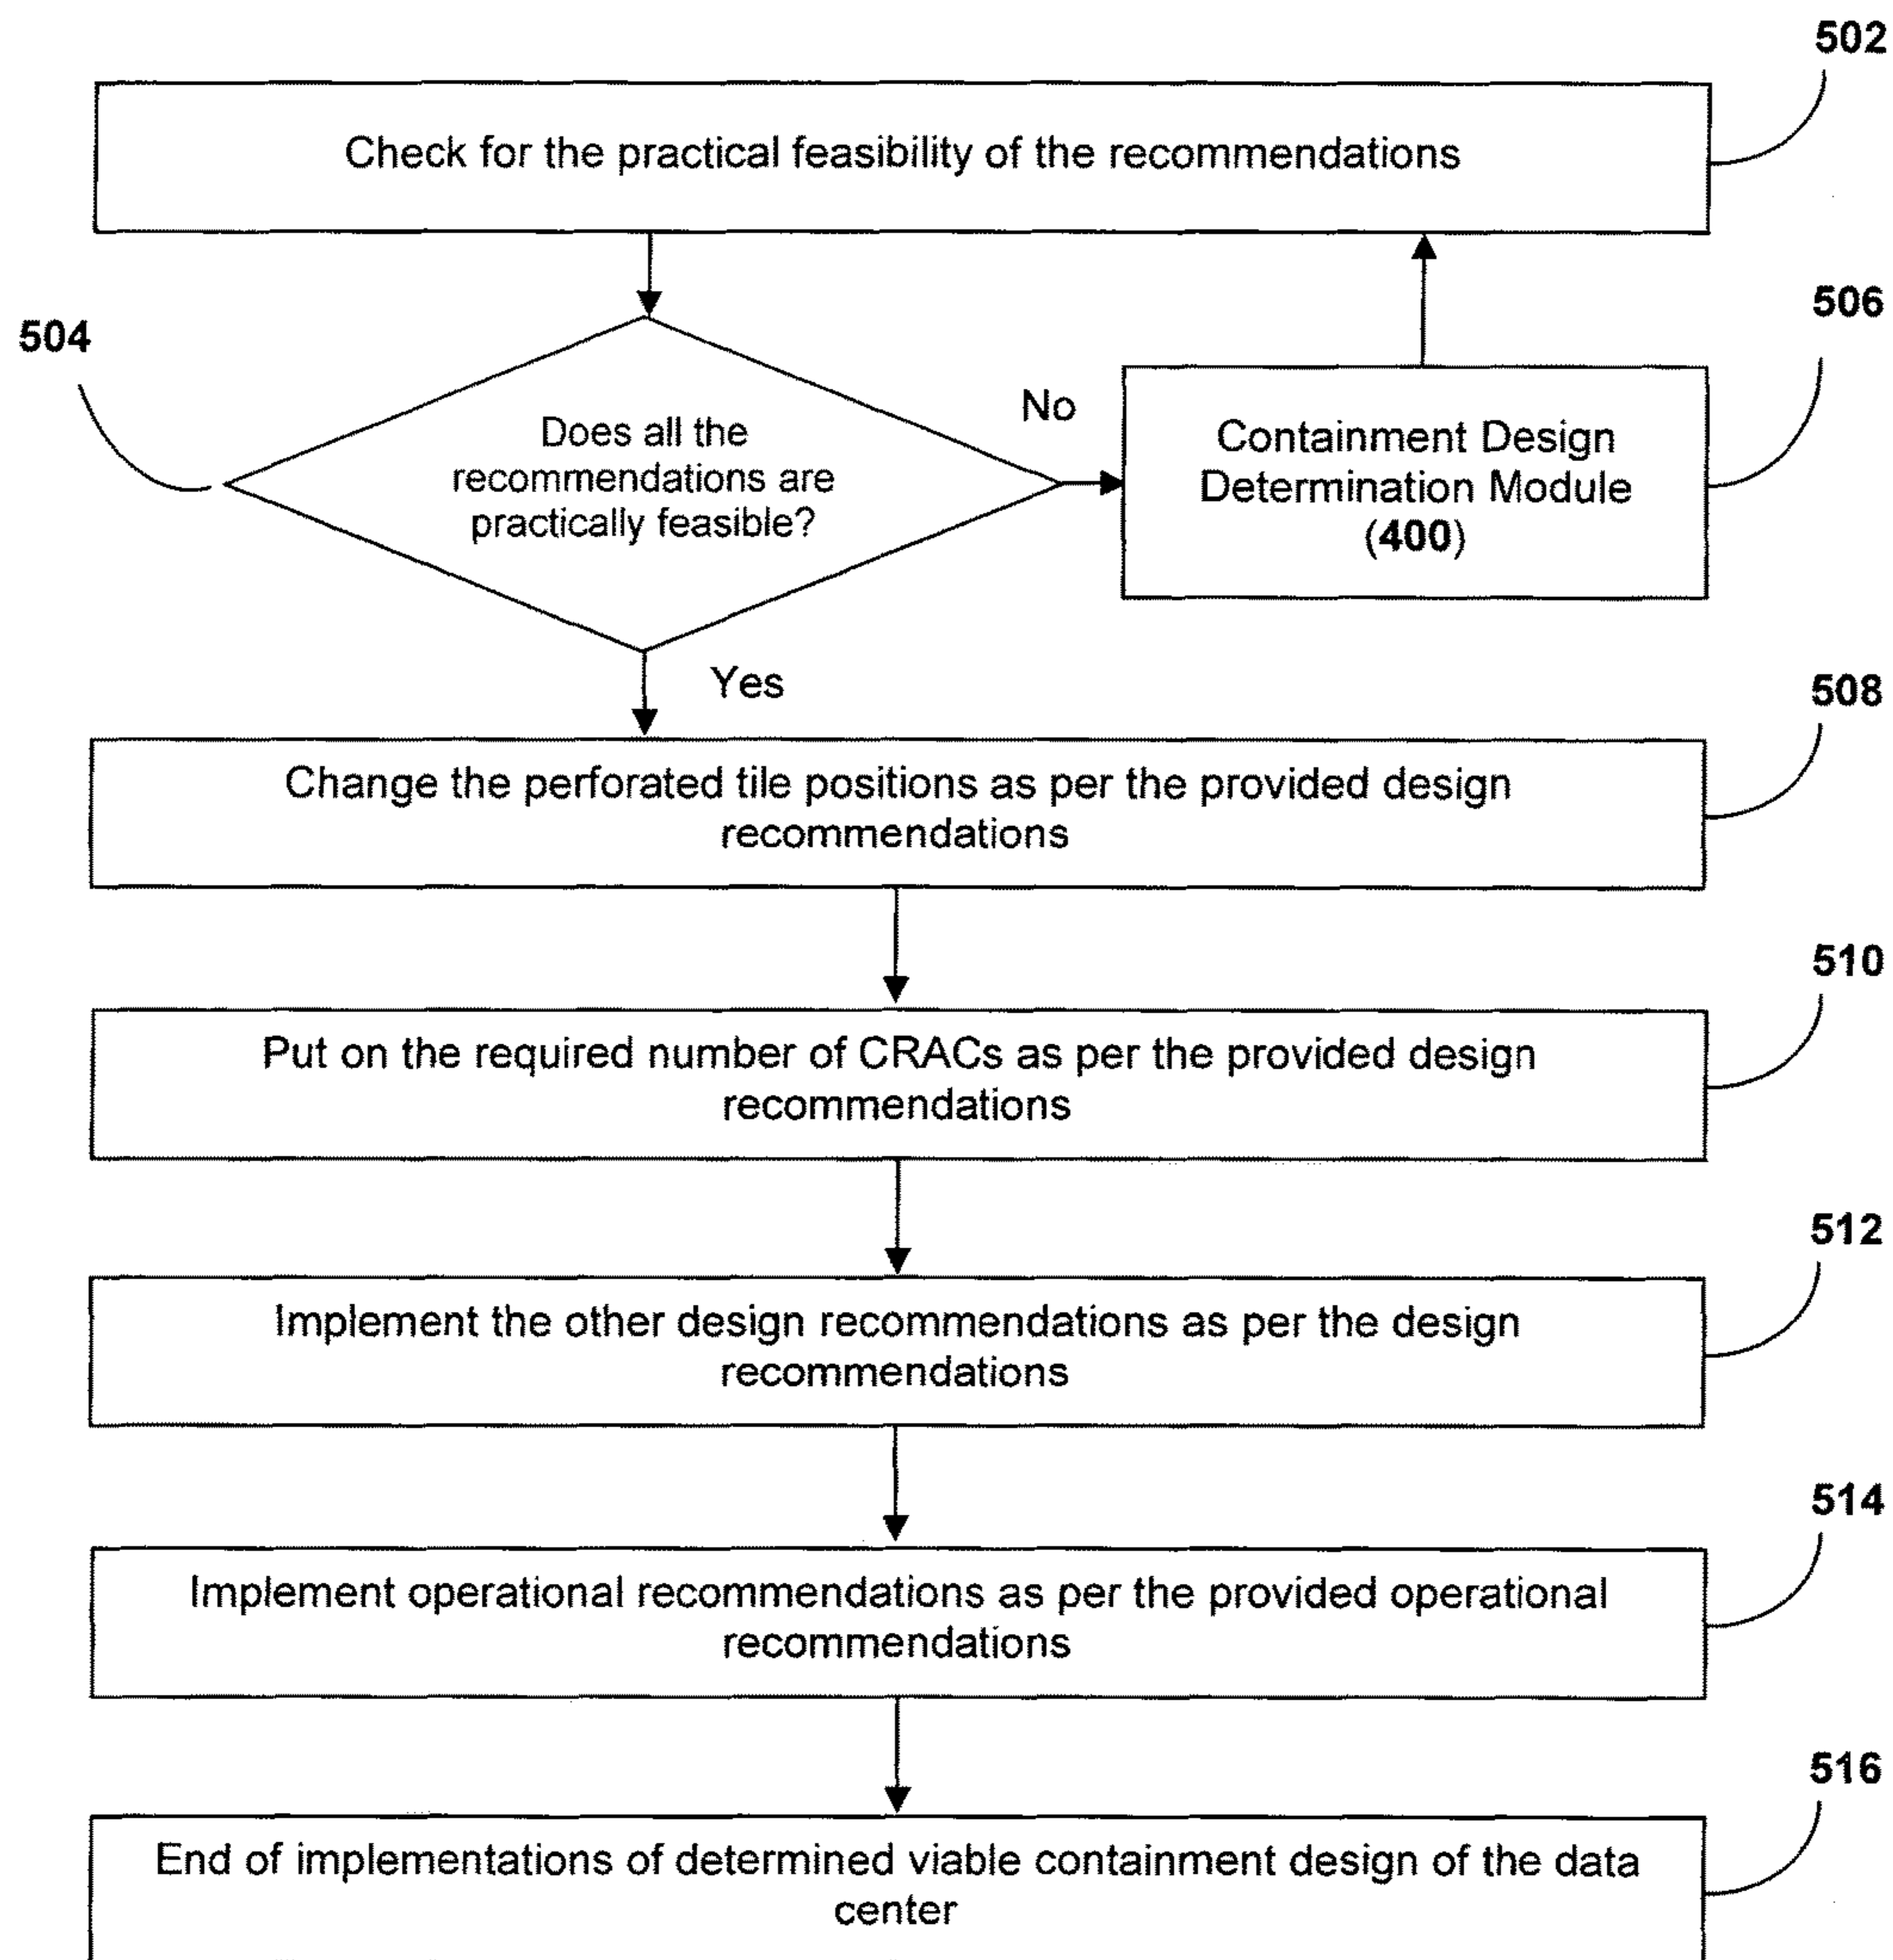 502
Check for the practical feasibility of the recommendations
504
Does all the
recommendations are
practically feasible?
No
506
Containment Design
Determination Module
(400)
Yes
508
Change the perforated tile positions as per the provided design
recommendations
510
Put on the required number of CRACs as per the provided design
recommendations
512
Implement the other design recommendations as per the design
recommendations
514
Implement operational recommendations as per the provided operational
recommendations
516
End of implementations of determined viable containment design of the data
center